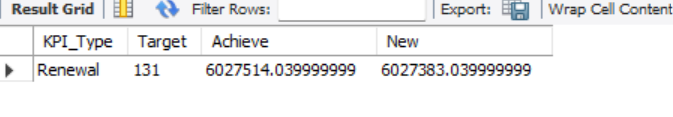 Result Grid Filter Rows: Export: Wrap Cell Content
KPI_Type Target Achieve New
Renewal 131 6027514.039999999 6027383.039999999